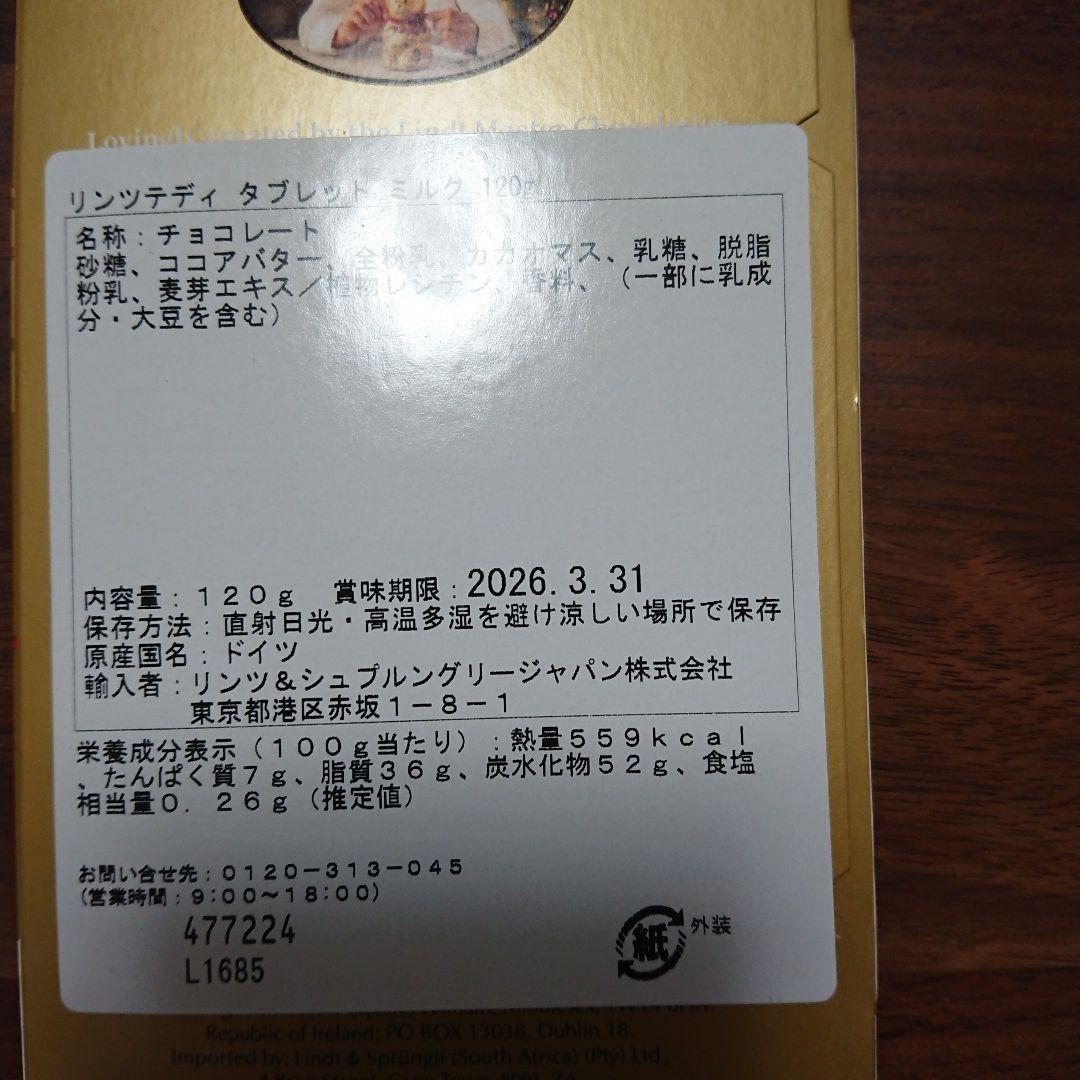 Lovingly created by the Lindt Master
リンツテディ タブレット ミルク 120g
名称：チョコレート
砂糖、ココアバター、全粉乳、カカオマス、乳糖、脱脂
粉乳、麦芽エキス／植物レシチン、香料、（一部に乳成
分・大豆を含む）
内容量：１２０ｇ 賞味期限：2026.3.31
保存方法：直射日光・高温多湿を避け涼しい場所で保存
原産国名：ドイツ
輸入者：リンツ＆シュプルングリージャパン株式会社
東京都港区赤坂１－８－１
栄養成分表示（１００ｇ当たり）：熱量５５９ｋｃａｌ
、たんぱく質７ｇ、脂質３６ｇ、炭水化物５２ｇ、食塩
相当量０．２６ｇ（推定値）
お問い合せ先：０１２０－３１３－０４５
（営業時間：９：００～１８：００）
477224
L1685
紙 外装
Republic of Ireland: PO BOX 13038, Dublin 18.
Imported by: Lindt & Sprüngli (South Africa) (Pty) Ltd.,